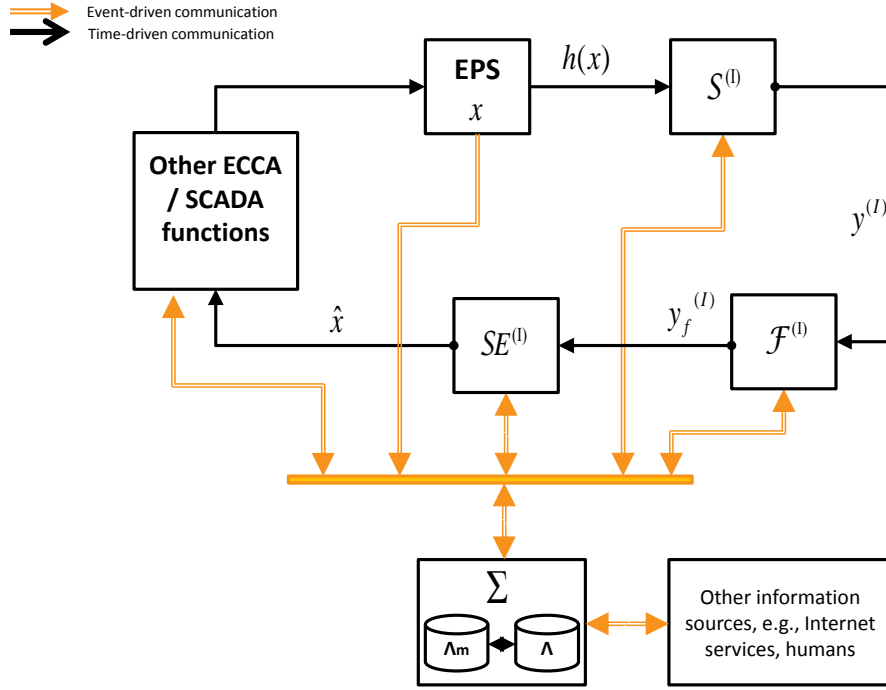 Event-driven communication
Time-driven communication
EPS
x
h(x)
S(I)
Other ECCA
/ SCADA
functions
y(I)
x̂
SE(I)
yf(I)
ℱ(I)
Σ
Λm
Λ
Other information
sources, e.g., Internet
services, humans